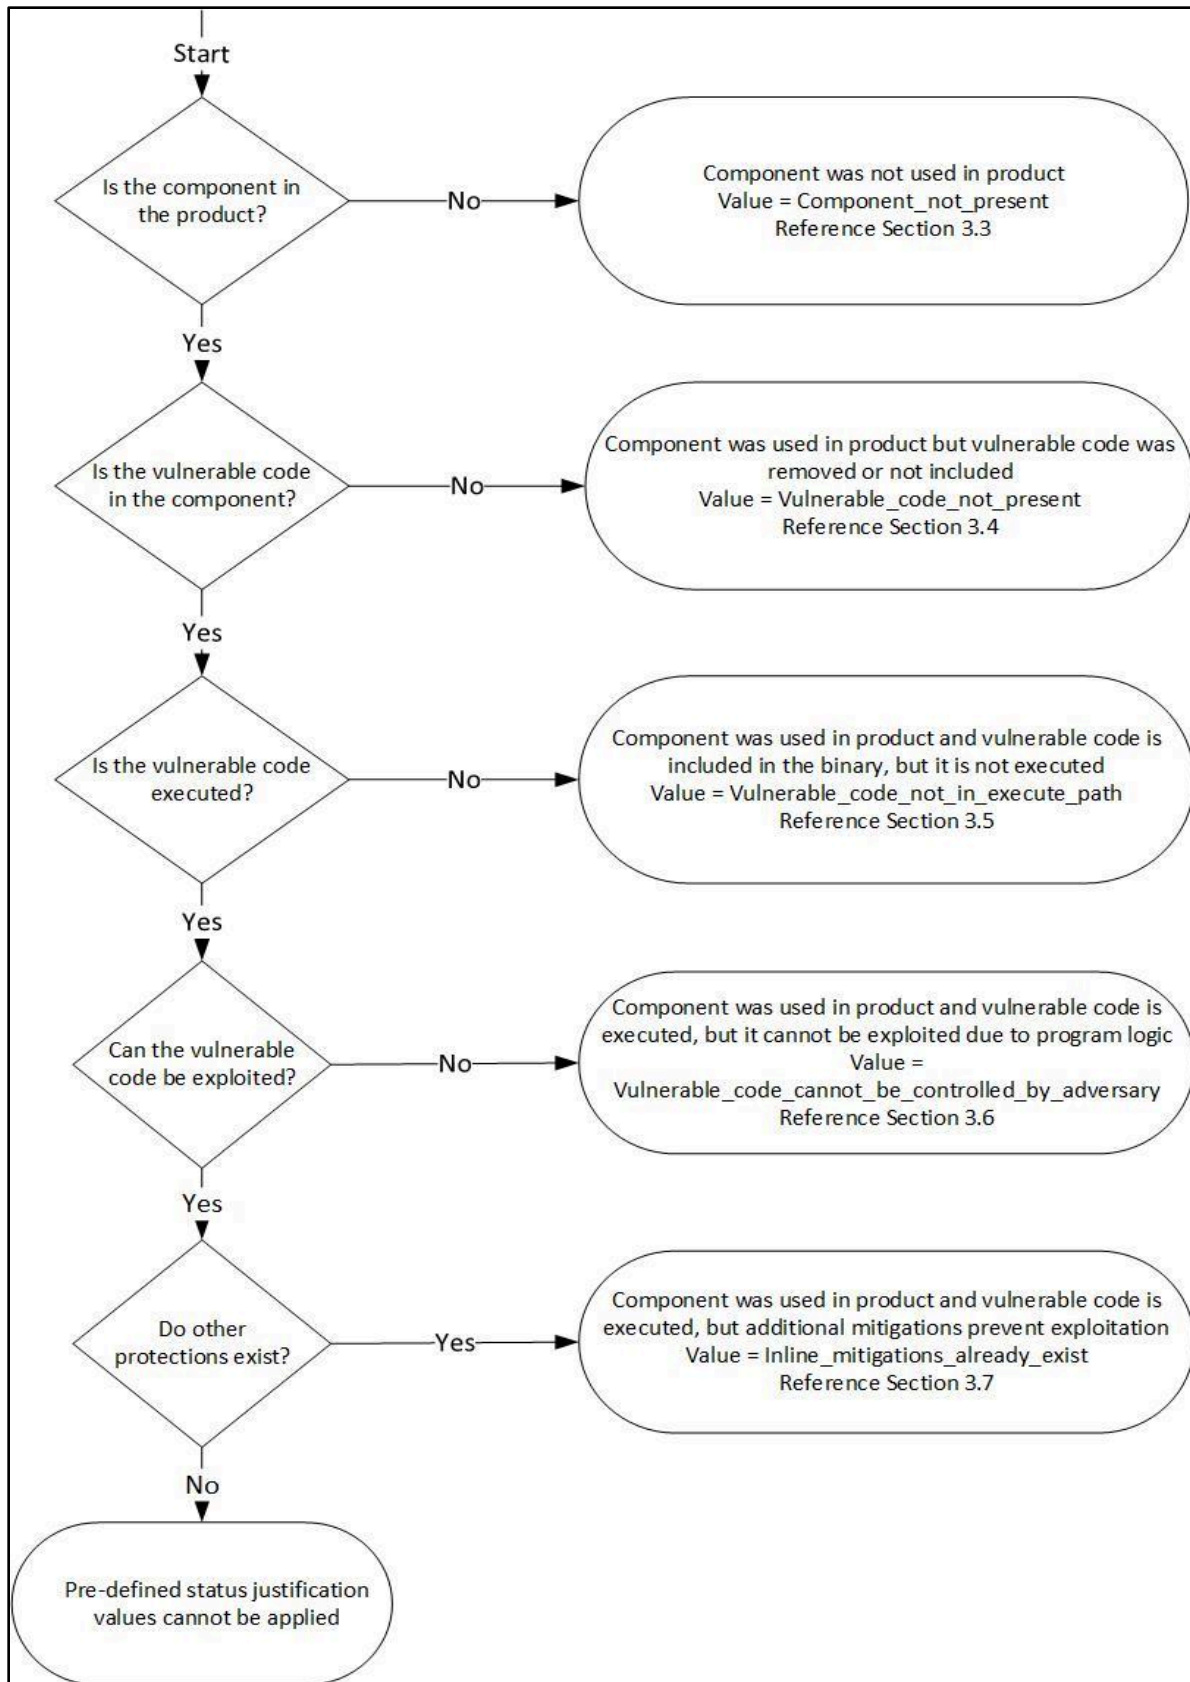 Start
Is the component in
the product?
No
Component was not used in product
Value = Component_not_present
Reference Section 3.3
Yes
Is the vulnerable code
in the component?
No
Component was used in product but vulnerable code was
removed or not included
Value = Vulnerable_code_not_present
Reference Section 3.4
Yes
Is the vulnerable code
executed?
No
Component was used in product and vulnerable code is
included in the binary, but it is not executed
Value = Vulnerable_code_not_in_execute_path
Reference Section 3.5
Yes
Can the vulnerable
code be exploited?
No
Component was used in product and vulnerable code is
executed, but it cannot be exploited due to program logic
Value =
Vulnerable_code_cannot_be_controlled_by_adversary
Reference Section 3.6
Yes
Do other
protections exist?
Yes
Component was used in product and vulnerable code is
executed, but additional mitigations prevent exploitation
Value = Inline_mitigations_already_exist
Reference Section 3.7
No
Pre-defined status justification
values cannot be applied